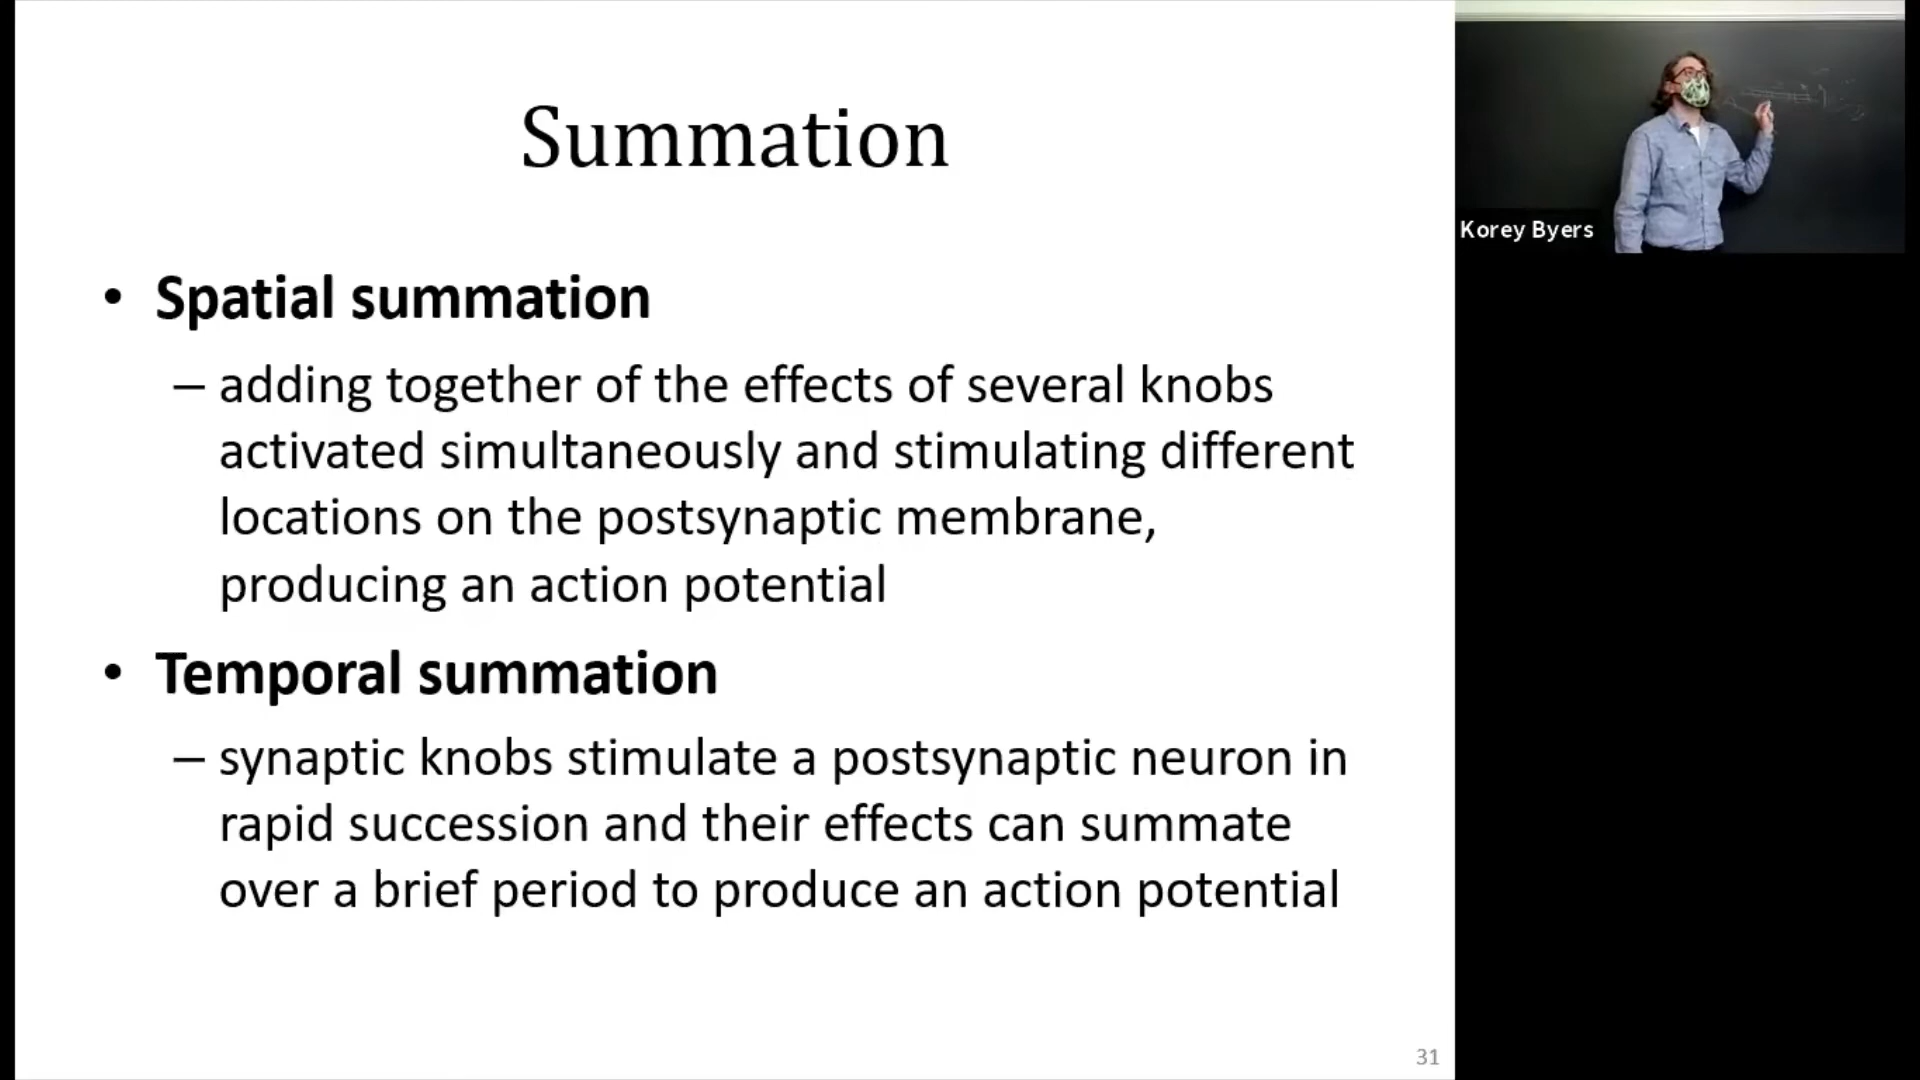 Summation
• Spatial summation
– adding together of the effects of several knobs
activated simultaneously and stimulating different
locations on the postsynaptic membrane,
producing an action potential
• Temporal summation
– synaptic knobs stimulate a postsynaptic neuron in
rapid succession and their effects can summate
over a brief period to produce an action potential
31
Korey Byers